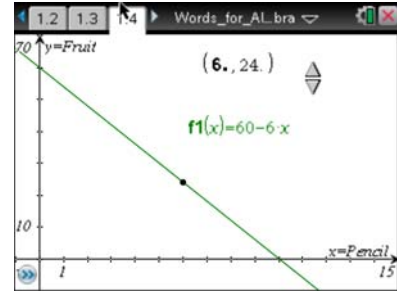 1.2 1.3 1.4 Words_for_Al...bra
70 y=Fruit
(6.,24.)
f1(x)=60-6·x
10
x=Pencil
1 15